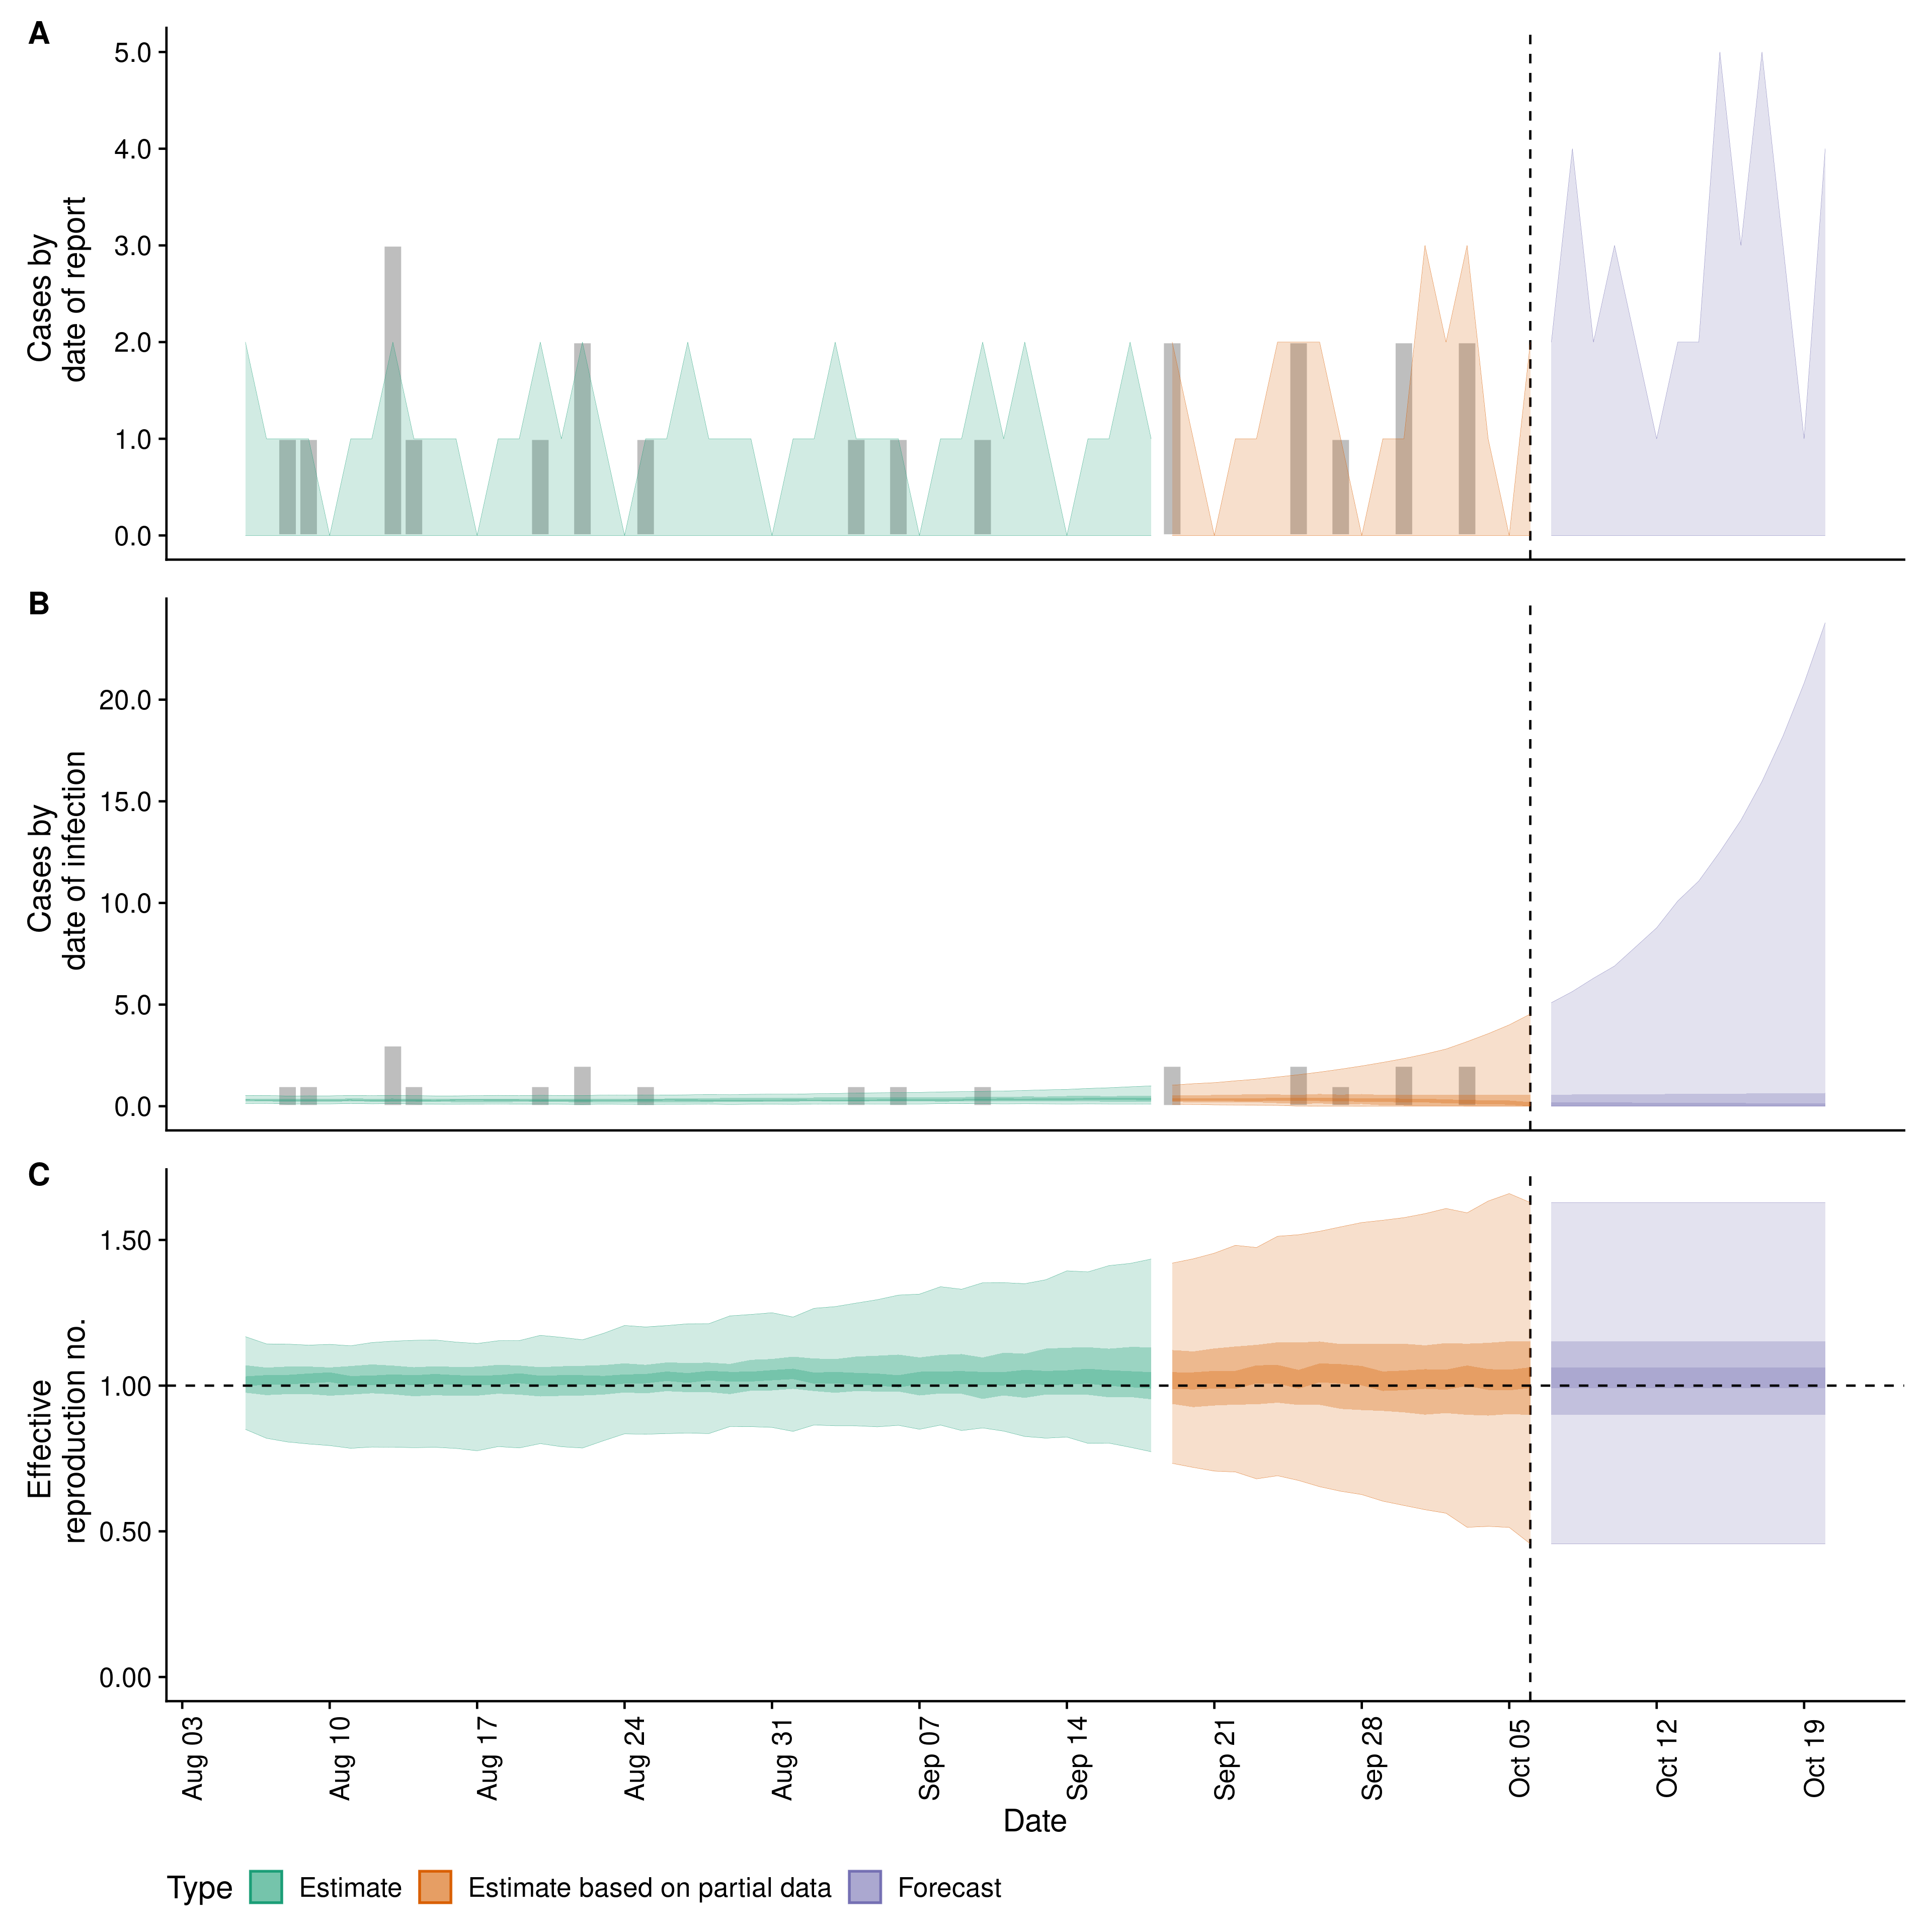 A
Cases by
date of report
5.0
4.0
3.0
2.0
1.0
0.0
B
Cases by
date of infection
20.0
15.0
10.0
5.0
0.0
C
Effective
reproduction no.
1.50
1.00
0.50
0.00
Aug 03
Aug 10
Aug 17
Aug 24
Aug 31
Sep 07
Sep 14
Sep 21
Sep 28
Oct 05
Oct 12
Oct 19
Date
Type
Estimate
Estimate based on partial data
Forecast